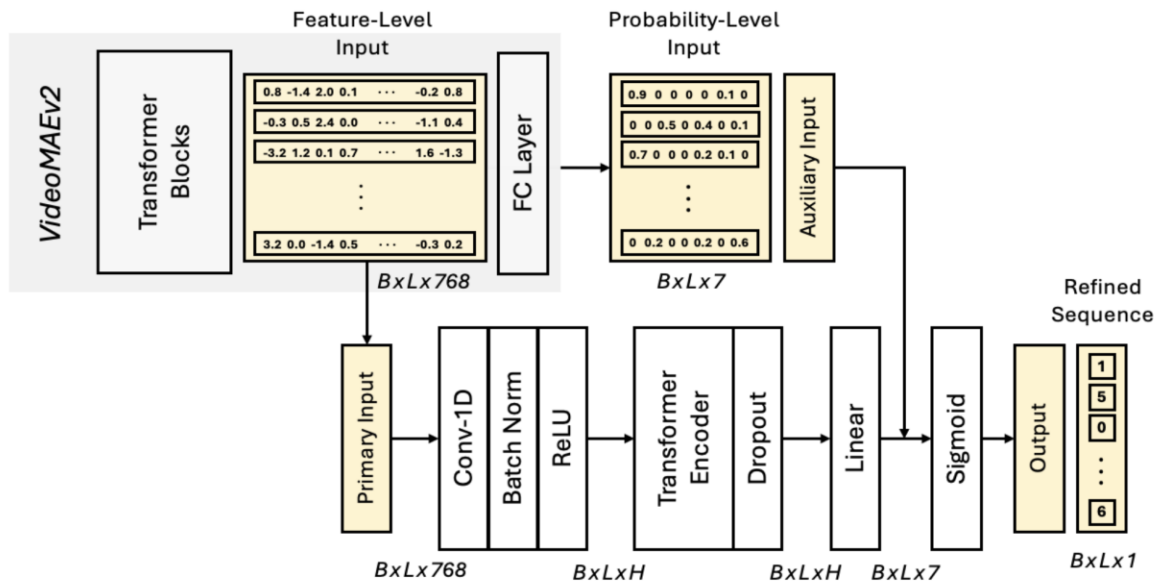 Feature-Level
Input
Probability-Level
Input
VideoMAEv2
Transformer
Blocks
0.8 -1.4 2.0 0.1 ... -0.2 0.8
-0.3 0.5 2.4 0.0 ... -1.1 0.4
-3.2 1.2 0.1 0.7 ... 1.6 -1.3
⋮
3.2 0.0 -1.4 0.5 ... -0.3 0.2
BxLx768
FC Layer
0.9 0 0 0 0 0.1 0
0 0 0.5 0 0.4 0 0.1
0.7 0 0 0 0.2 0.1 0
⋮
0 0.2 0 0 0.2 0 0.6
BxLx7
Auxiliary Input
Primary Input
BxLx768
Conv-1D
Batch Norm
ReLU
BxLxH
Transformer
Encoder
Dropout
BxLxH
Linear
BxLx7
Sigmoid
Output
Refined
Sequence
1
5
0
⋮
6
BxLx1